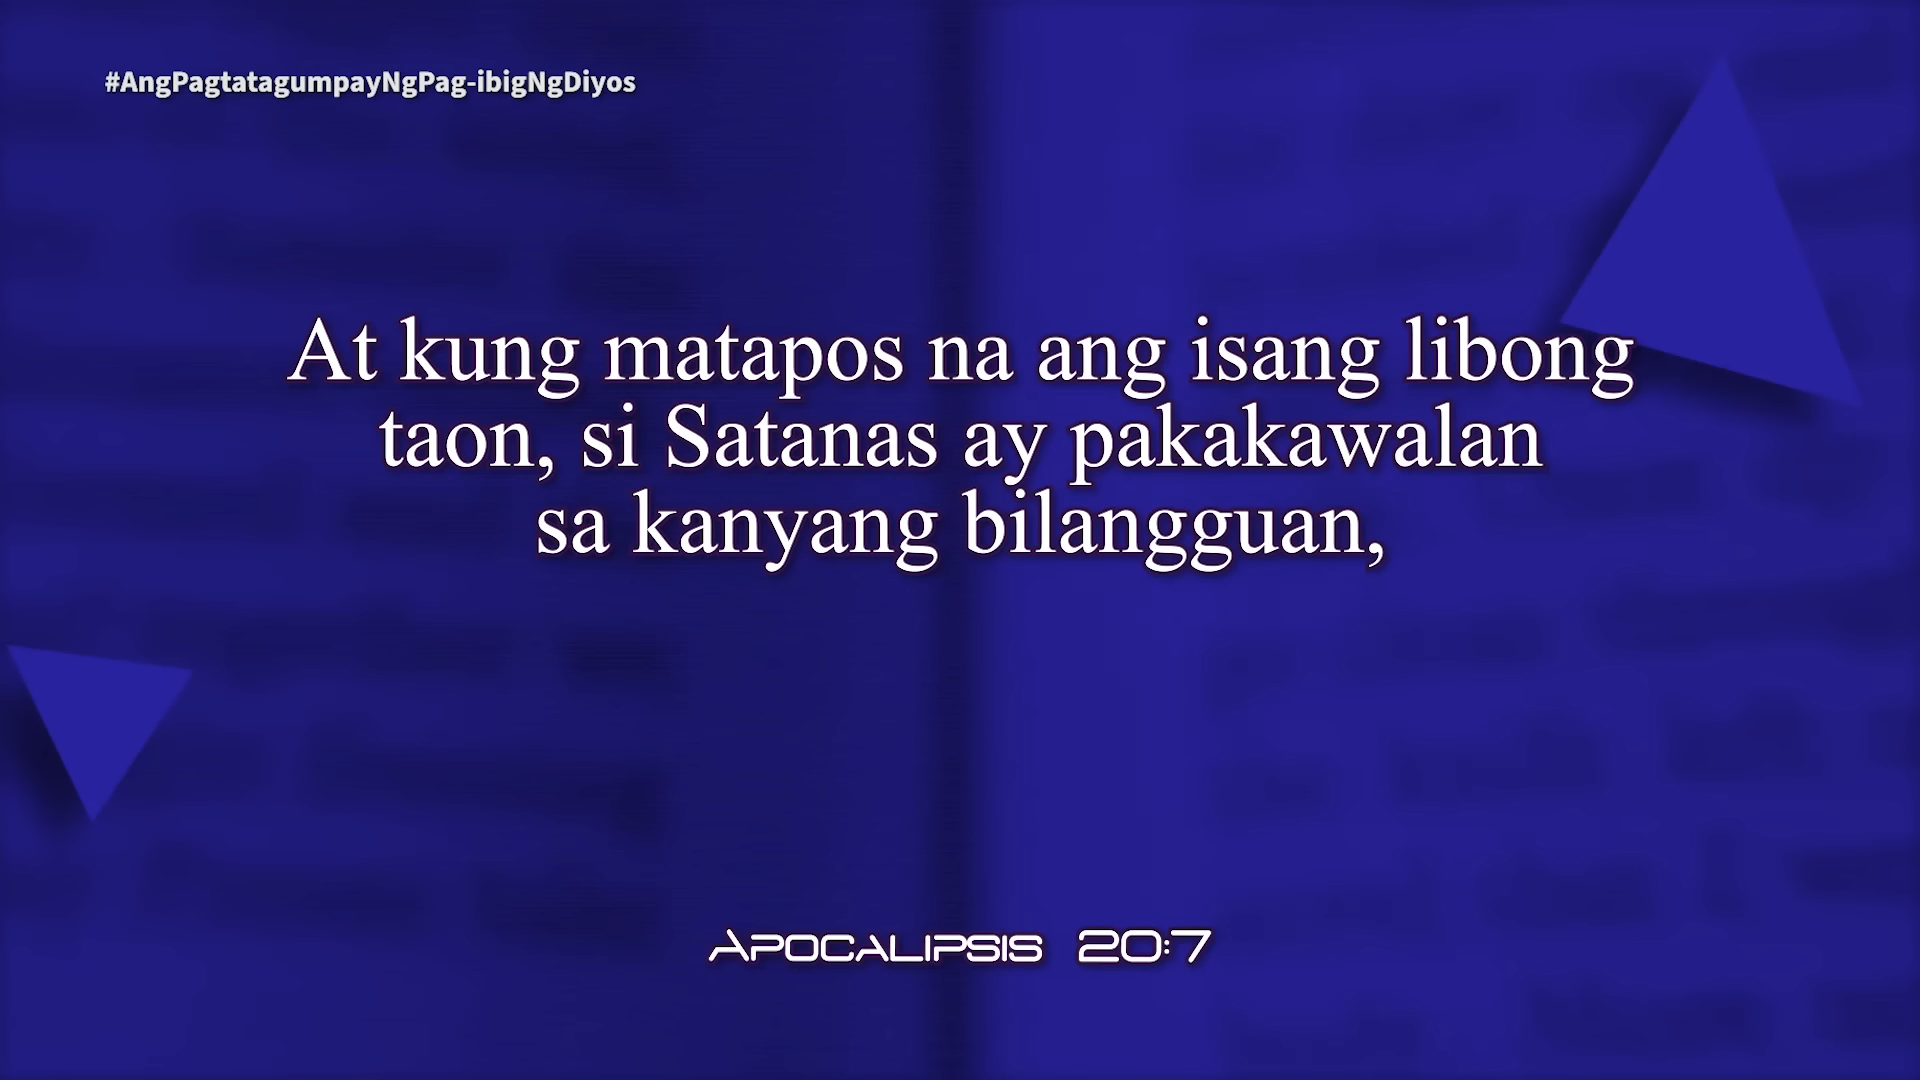 #AngPagtatagumpayNgPag-ibigNgDiyos
At kung matapos na ang isang libong
taon, si Satanas ay pakakawalan
sa kanyang bilangguan,
Apocalipsis 20:7